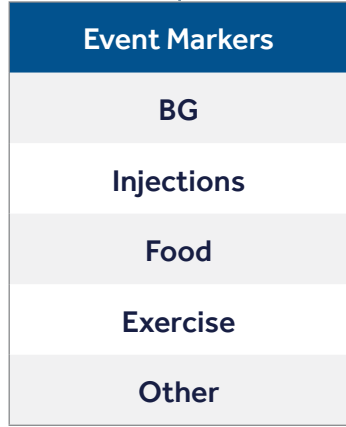 Event Markers
BG
Injections
Food
Exercise
Other